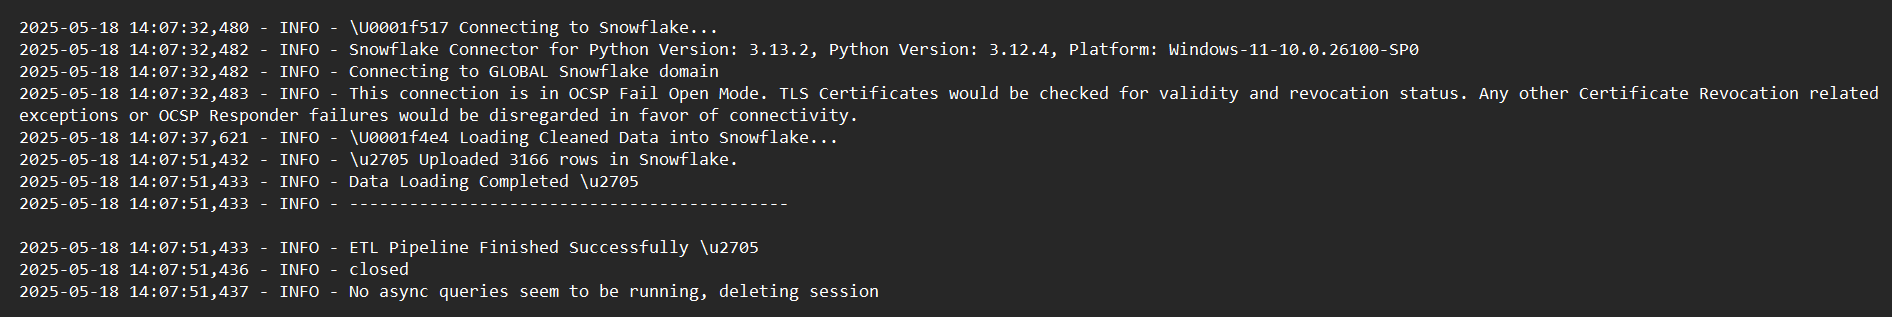 2025-05-18 14:07:32,480 - INFO - \U0001f517 Connecting to Snowflake...
2025-05-18 14:07:32,482 - INFO - Snowflake Connector for Python Version: 3.13.2, Python Version: 3.12.4, Platform: Windows-11-10.0.26100-SP0
2025-05-18 14:07:32,482 - INFO - Connecting to GLOBAL Snowflake domain
2025-05-18 14:07:32,483 - INFO - This connection is in OCSP Fail Open Mode. TLS Certificates would be checked for validity and revocation status. Any other Certificate Revocation related
exceptions or OCSP Responder failures would be disregarded in favor of connectivity.
2025-05-18 14:07:37,621 - INFO - \U0001f4e4 Loading Cleaned Data into Snowflake...
2025-05-18 14:07:51,432 - INFO - \u2705 Uploaded 3166 rows in Snowflake.
2025-05-18 14:07:51,433 - INFO - Data Loading Completed \u2705
2025-05-18 14:07:51,433 - INFO - --------------------------------------------
2025-05-18 14:07:51,433 - INFO - ETL Pipeline Finished Successfully \u2705
2025-05-18 14:07:51,436 - INFO - closed
2025-05-18 14:07:51,437 - INFO - No async queries seem to be running, deleting session